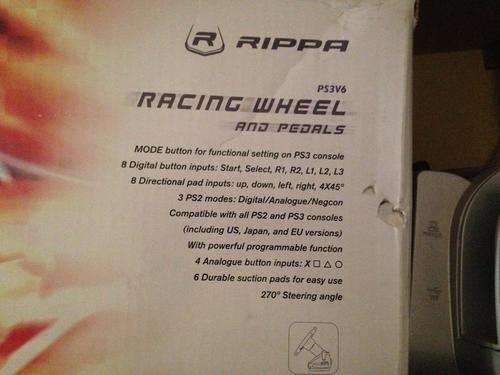 RIPPA
PS3V6
RACING WHEEL
AND PEDALS
MODE button for functional setting on PS3 console
8 Digital button inputs: Start, Select, R1, R2, L1, L2, L3
8 Directional pad inputs: up, down, left, right, 4X45°
3 PS2 modes: Digital/Analogue/Negcon
Compatible with all PS2 and PS3 consoles
(including US, Japan, and EU versions)
With powerful programmable function
4 Analogue button inputs: X □ △ ○
6 Durable suction pads for easy use
270° Steering angle